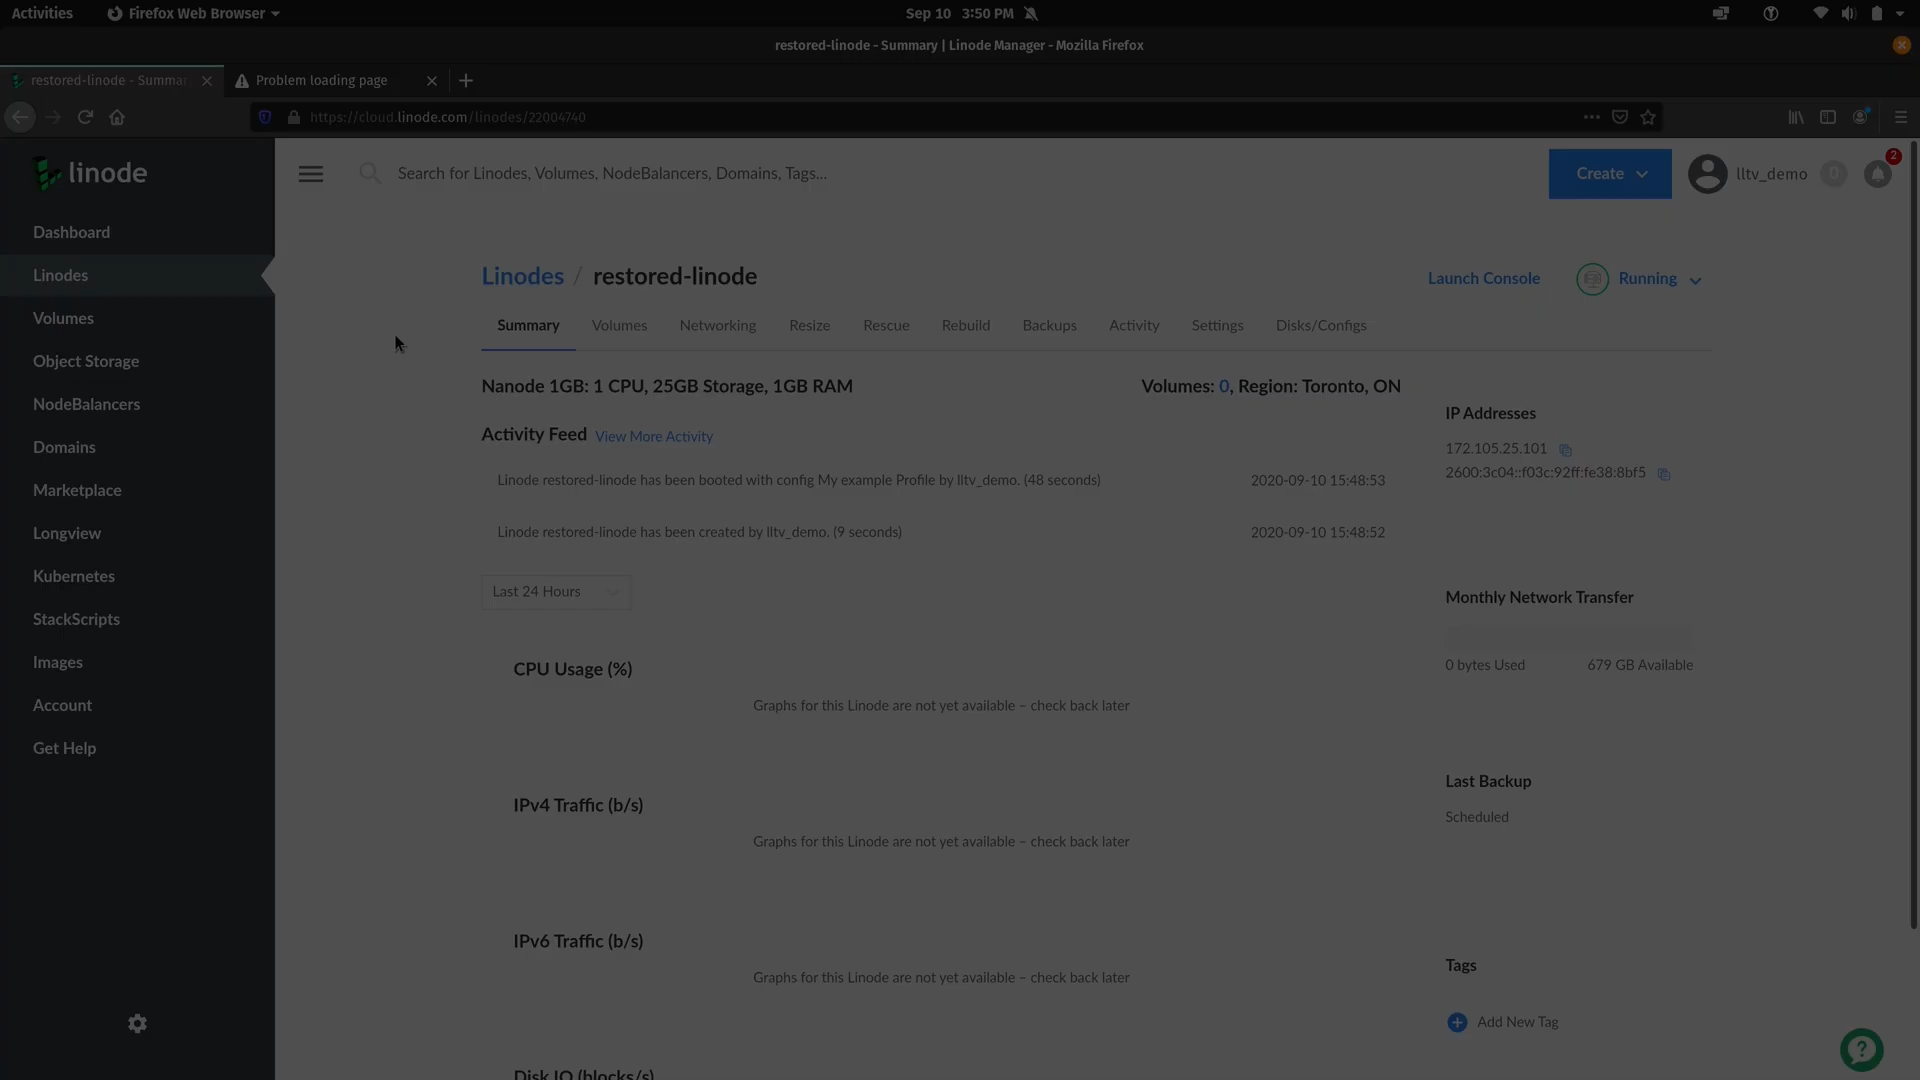 Activities
Firefox Web Browser
Sep 10 3:50 PM
restored-linode - Summary | Linode Manager - Mozilla Firefox
restored-linode - Summar
Problem loading page
https://cloud.linode.com/linodes/22004740
linode
Search for Linodes, Volumes, NodeBalancers, Domains, Tags...
Create
lltv_demo
0
2
Dashboard
Linodes
Volumes
Object Storage
NodeBalancers
Domains
Marketplace
Longview
Kubernetes
StackScripts
Images
Account
Get Help
Linodes / restored-linode
Launch Console
Running
Summary
Volumes
Networking
Resize
Rescue
Rebuild
Backups
Activity
Settings
Disks/Configs
Nanode 1GB: 1 CPU, 25GB Storage, 1GB RAM
Volumes: 0, Region: Toronto, ON
Activity Feed View More Activity
Linode restored-linode has been booted with config My example Profile by lltv_demo. (48 seconds)
2020-09-10 15:48:53
Linode restored-linode has been created by lltv_demo. (9 seconds)
2020-09-10 15:48:52
Last 24 Hours
CPU Usage (%)
Graphs for this Linode are not yet available – check back later
IPv4 Traffic (b/s)
Graphs for this Linode are not yet available – check back later
IPv6 Traffic (b/s)
Graphs for this Linode are not yet available – check back later
Disk IO (blocks/s)
IP Addresses
172.105.25.101
2600:3c04::f03c:92ff:fe38:8bf5
Monthly Network Transfer
0 bytes Used
679 GB Available
Last Backup
Scheduled
Tags
Add New Tag